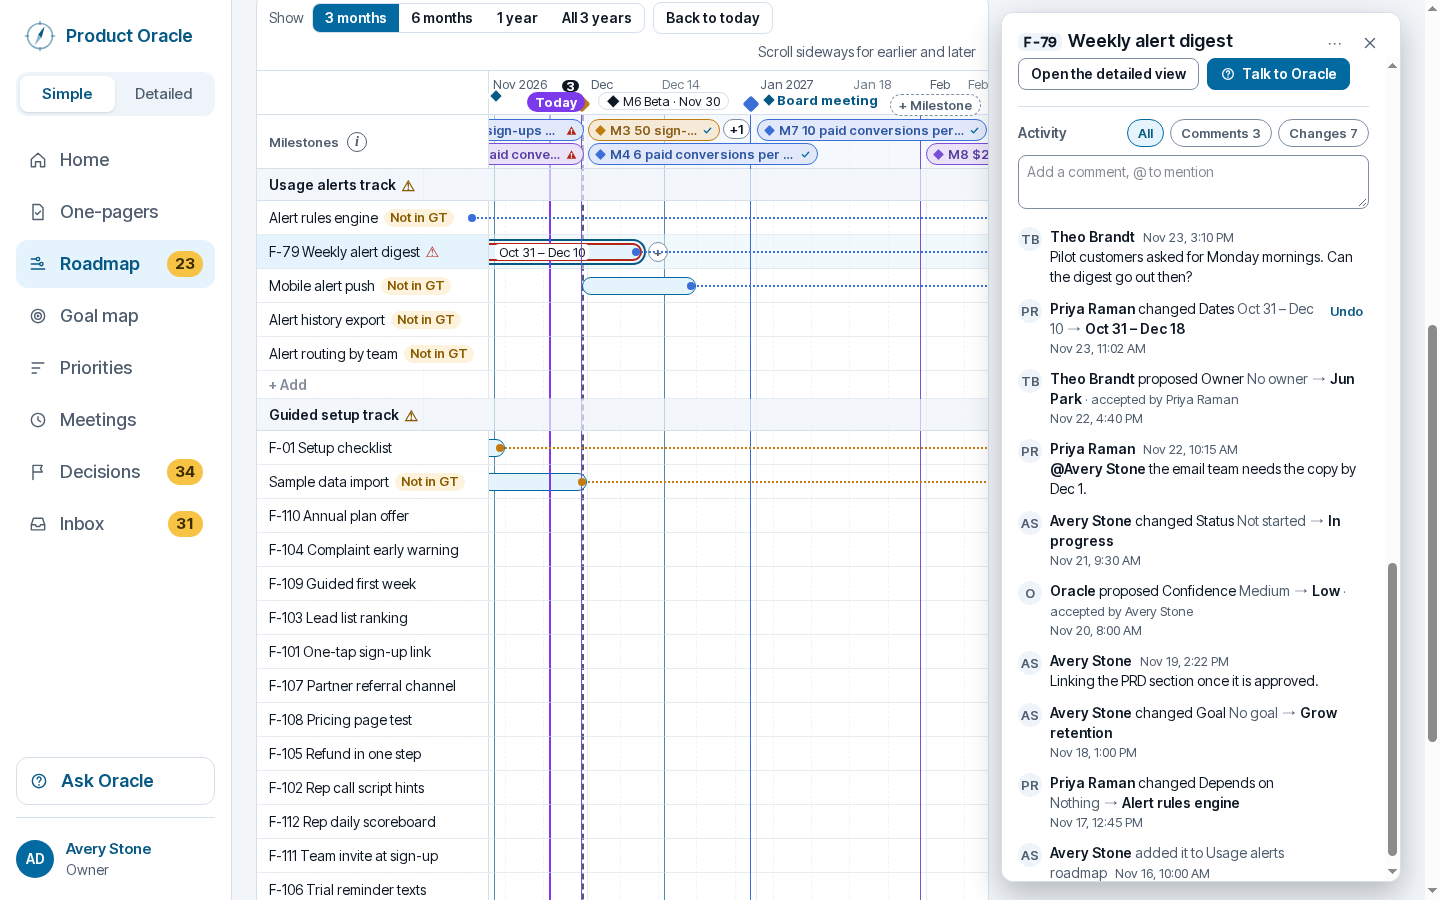 Product Oracle
Simple
Detailed
Home
One-pagers
Roadmap
23
Goal map
Priorities
Meetings
Decisions
34
Inbox
31
Ask Oracle
AD
Avery Stone
Owner
Show
3 months
6 months
1 year
All 3 years
Back to today
Scroll sideways for earlier and later
Nov 2026
3
Dec
Dec 14
Jan 2027
Jan 18
Feb
Feb
Today
M6 Beta · Nov 30
Board meeting
+ Milestone
Milestones
i
sign-ups ...
M3 50 sign-...
+1
M7 10 paid conversions per...
aid conve...
M4 6 paid conversions per ...
M8 $2
Usage alerts track
Alert rules engine
Not in GT
F-79 Weekly alert digest
Oct 31 – Dec 10
Mobile alert push
Not in GT
Alert history export
Not in GT
Alert routing by team
Not in GT
+ Add
Guided setup track
F-01 Setup checklist
Sample data import
Not in GT
F-110 Annual plan offer
F-104 Complaint early warning
F-109 Guided first week
F-103 Lead list ranking
F-101 One-tap sign-up link
F-107 Partner referral channel
F-108 Pricing page test
F-105 Refund in one step
F-102 Rep call script hints
F-112 Rep daily scoreboard
F-111 Team invite at sign-up
F-106 Trial reminder texts
F-79 Weekly alert digest
Open the detailed view
Talk to Oracle
Activity
All
Comments 3
Changes 7
Add a comment, @ to mention
TB
Theo Brandt Nov 23, 3:10 PM
Pilot customers asked for Monday mornings. Can
the digest go out then?
PR
Priya Raman changed Dates Oct 31 – Dec
10 → Oct 31 – Dec 18
Undo
Nov 23, 11:02 AM
TB
Theo Brandt proposed Owner No owner → Jun
Park · accepted by Priya Raman
Nov 22, 4:40 PM
PR
Priya Raman Nov 22, 10:15 AM
@Avery Stone the email team needs the copy by
Dec 1.
AS
Avery Stone changed Status Not started → In
progress
Nov 21, 9:30 AM
O
Oracle proposed Confidence Medium → Low ·
accepted by Avery Stone
Nov 20, 8:00 AM
AS
Avery Stone Nov 19, 2:22 PM
Linking the PRD section once it is approved.
AS
Avery Stone changed Goal No goal → Grow
retention
Nov 18, 1:00 PM
PR
Priya Raman changed Depends on
Nothing → Alert rules engine
Nov 17, 12:45 PM
AS
Avery Stone added it to Usage alerts
roadmap Nov 16, 10:00 AM